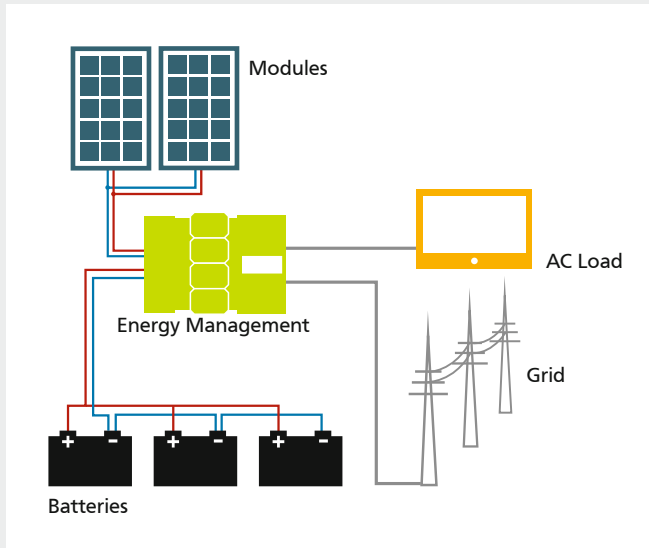 Modules
AC Load
Energy Management
Grid
+ - + - + -
Batteries